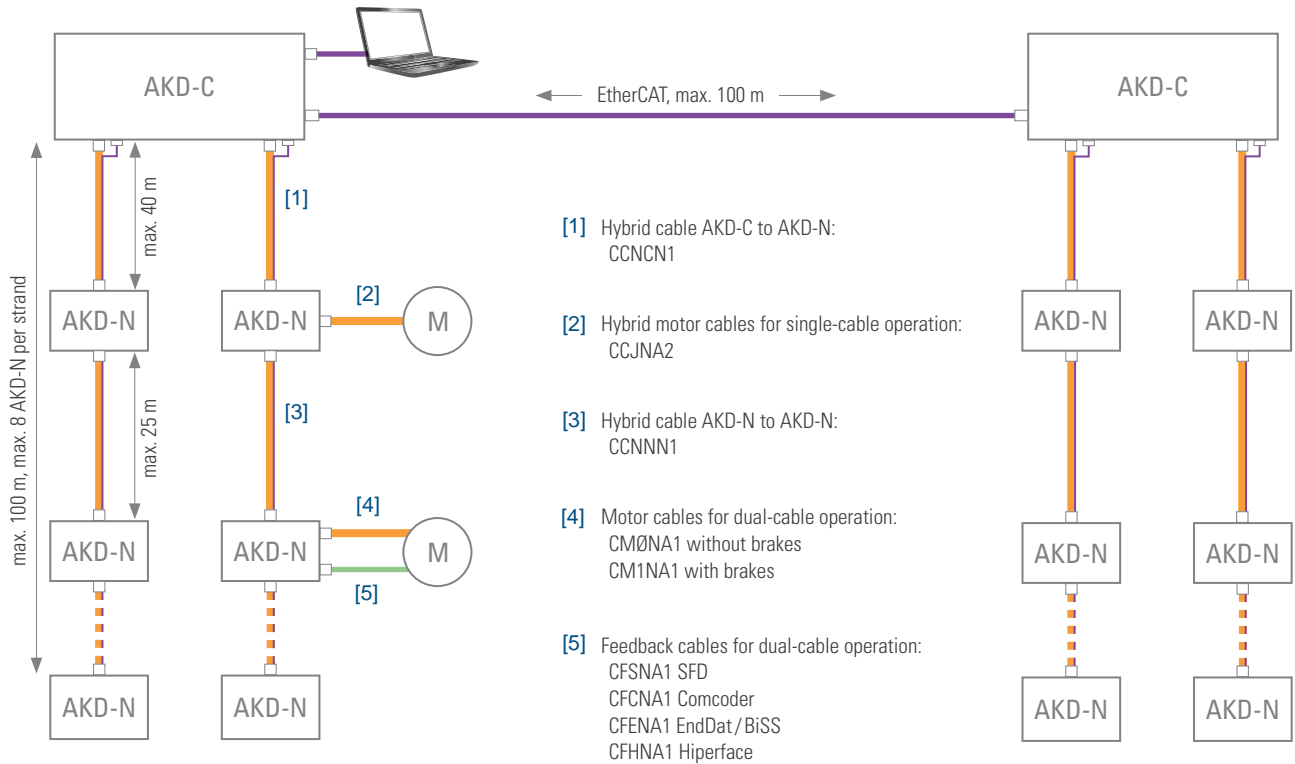 AKD-C
EtherCAT, max. 100 m
AKD-C
max. 100 m, max. 8 AKD-N per strand
max. 40 m
[1]
[1] Hybrid cable AKD-C to AKD-N:
CCNCN1
AKD-N
AKD-N
[2]
M
[2] Hybrid motor cables for single-cable operation:
CCJNA2
AKD-N
AKD-N
max. 25 m
[3]
[3] Hybrid cable AKD-N to AKD-N:
CCNNN1
AKD-N
AKD-N
[4]
M
[5]
[4] Motor cables for dual-cable operation:
CMØNA1 without brakes
CM1NA1 with brakes
AKD-N
AKD-N
[5] Feedback cables for dual-cable operation:
CFSNA1 SFD
CFCNA1 Comcoder
CFENA1 EndDat/BiSS
CFHNA1 Hiperface
AKD-N
AKD-N
AKD-N
AKD-N